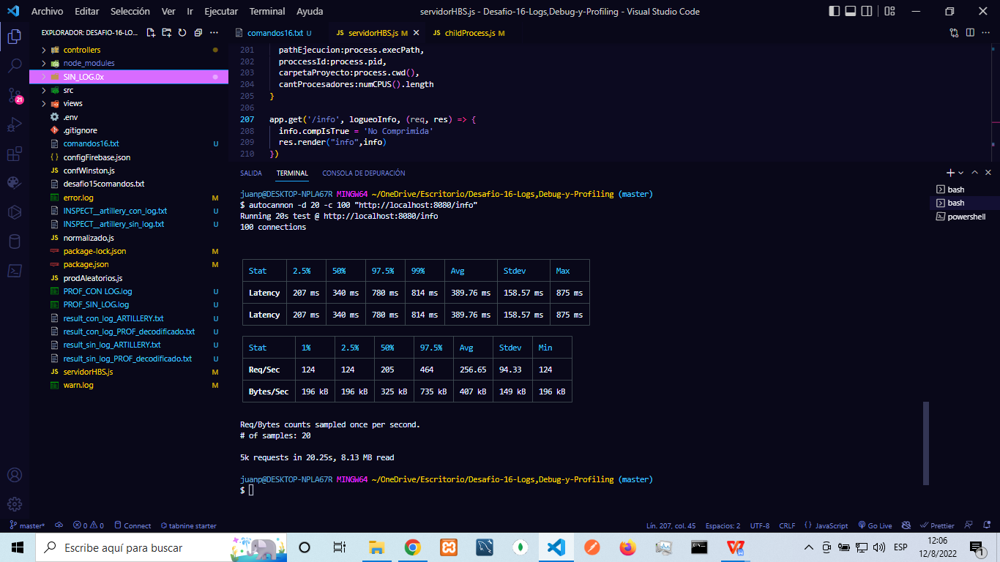 Archivo Editar Selección Ver Ir Ejecutar Terminal Ayuda
servidorHBS.js - Desafio-16-Logs,Debug-y-Profiling - Visual Studio Code
EXPLORADOR: DESAFIO-16-LO...
controllers
node_modules
SIN_LOG.0x
src
views
.env
.gitignore
comandos16.txt U
configFirebase.json
confWinston.js
desafio15comandos.txt
error.log M
INSPECT__artillery_con_log.txt U
INSPECT__artillery_sin_log.txt U
normalizado.js
package-lock.json M
package.json M
prodAleatorios.js
PROF_CON LOG.log U
PROF_SIN_LOG.log U
result_con_log_ARTILLERY.txt U
result_con_log_PROF_decodificado.txt U
result_sin_log_ARTILLERY.txt U
result_sin_log_PROF_decodificado.txt U
servidorHBS.js M
warn.log M
21
comandos16.txt U
servidorHBS.js M
childProcess.js M
201 pathEjecucion:process.execPath,
202 proccessId:process.pid,
203 carpetaProyecto:process.cwd(),
204 cantProcesadores:numCPUS().length
205 }
206
207 app.get('/info', logueoInfo, (req, res) => {
208 info.compIsTrue = 'No Comprimida'
209 res.render("info",info)
210 })
SALIDA TERMINAL CONSOLA DE DEPURACIÓN
bash
bash
powershell
juanp@DESKTOP-NPLA67R MINGW64 ~/OneDrive/Escritorio/Desafio-16-Logs,Debug-y-Profiling (master)
$ autocannon -d 20 -c 100 "http://localhost:8080/info"
Running 20s test @ http://localhost:8080/info
100 connections
Stat 2.5% 50% 97.5% 99% Avg Stdev Max
Latency 207 ms 340 ms 780 ms 814 ms 389.76 ms 158.57 ms 875 ms
Latency 207 ms 340 ms 780 ms 814 ms 389.76 ms 158.57 ms 875 ms
Stat 1% 2.5% 50% 97.5% Avg Stdev Min
Req/Sec 124 124 205 464 256.65 94.33 124
Bytes/Sec 196 kB 196 kB 325 kB 735 kB 407 kB 149 kB 196 kB
Req/Bytes counts sampled once per second.
# of samples: 20
5k requests in 20.25s, 8.13 MB read
juanp@DESKTOP-NPLA67R MINGW64 ~/OneDrive/Escritorio/Desafio-16-Logs,Debug-y-Profiling (master)
$
master* 0 0 Connect tabnine starter
Lín. 207, col. 45 Espacios: 2 UTF-8 CRLF JavaScript Go Live Prettier
Escribe aquí para buscar
ESP
12:06
12/8/2022
1